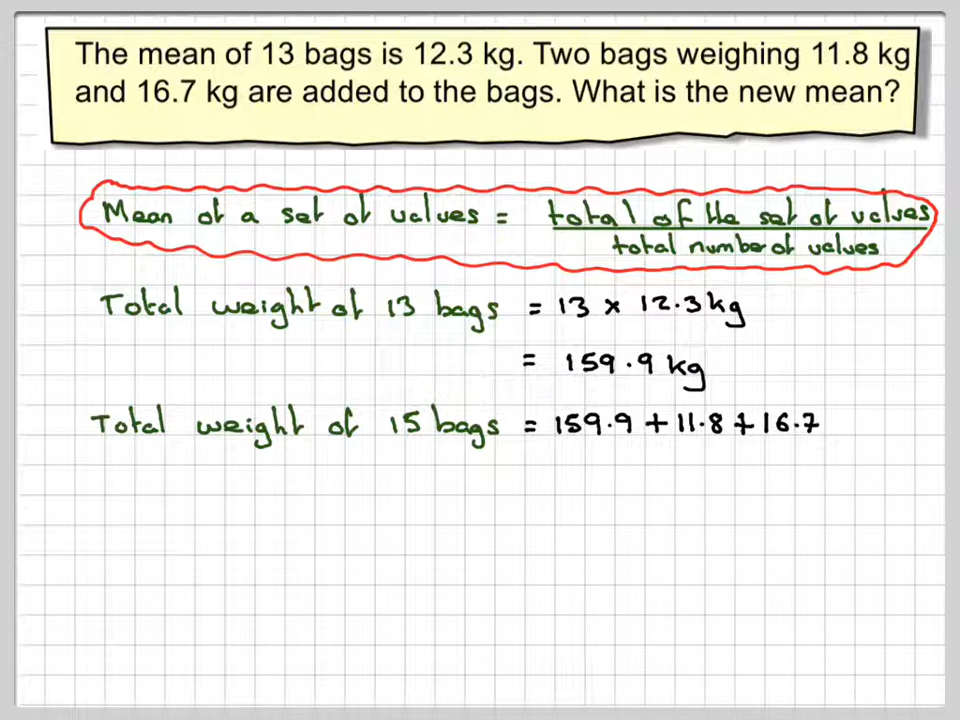 The mean of 13 bags is 12.3 kg. Two bags weighing 11.8 kg
and 16.7 kg are added to the bags. What is the new mean?
Mean of a set of values = total of the set of values
total number of values
Total weight of 13 bags = 13 x 12.3 kg
= 159.9 kg
Total weight of 15 bags = 159.9 + 11.8 + 16.7